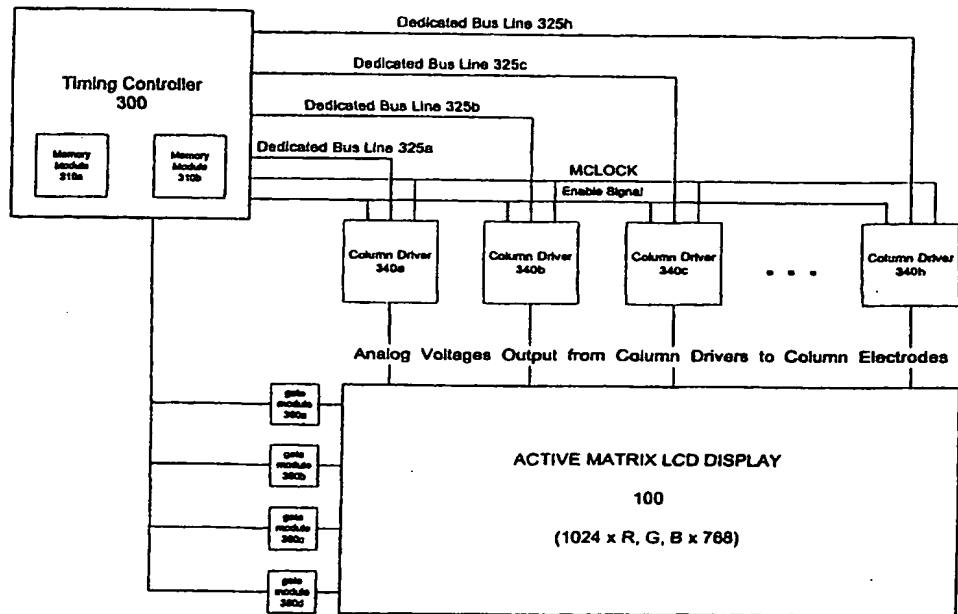 Dedicated Bus Line 325h
Timing Controller
300
Dedicated Bus Line 325c
Dedicated Bus Line 325b
Dedicated Bus Line 325a
Memory
Module
310a
Memory
Module
310b
MCLOCK
Enable Signal
Column Driver
340a
Column Driver
340b
Column Driver
340c
. . .
Column Driver
340h
Analog Voltages Output from Column Drivers to Column Electrodes
gate
module
360a
gate
module
360b
gate
module
360c
gate
module
360d
ACTIVE MATRIX LCD DISPLAY
100
(1024 x R, G, B x 768)